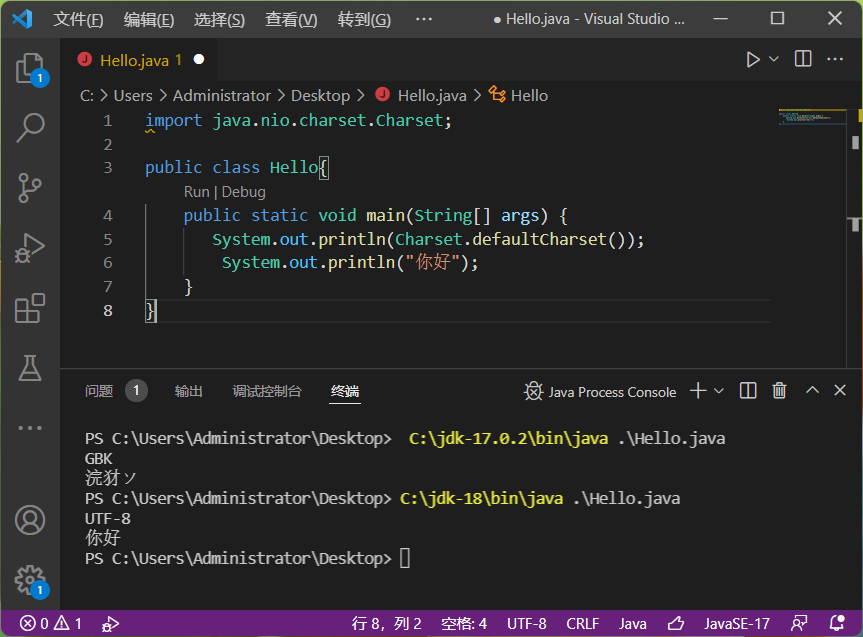 文件(F) 编辑(E) 选择(S) 查看(V) 转到(G) ··· ● Hello.java - Visual Studio ...
Hello.java 1 ●
C: > Users > Administrator > Desktop > Hello.java > Hello
1 import java.nio.charset.Charset;
2
3 public class Hello{
Run | Debug
4 public static void main(String[] args) {
5 System.out.println(Charset.defaultCharset());
6 System.out.println("你好");
7 }
8 }
1
问题 1 输出 调试控制台 终端 Java Process Console
PS C:\Users\Administrator\Desktop> C:\jdk-17.0.2\bin\java .\Hello.java
GBK
浣犲ソ
PS C:\Users\Administrator\Desktop> C:\jdk-18\bin\java .\Hello.java
UTF-8
你好
PS C:\Users\Administrator\Desktop>
1
0 1 行 8，列 2 空格: 4 UTF-8 CRLF Java JavaSE-17